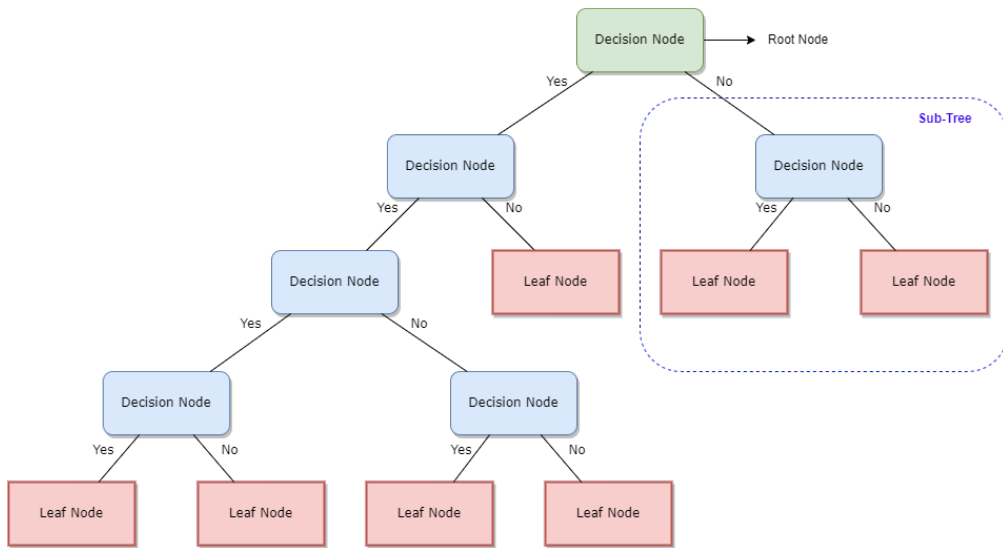 Decision Node
Root Node
Yes
No
Sub-Tree
Decision Node
Decision Node
Yes
No
Yes
No
Decision Node
Leaf Node
Leaf Node
Leaf Node
Yes
No
Decision Node
Decision Node
Yes
No
Yes
No
Leaf Node
Leaf Node
Leaf Node
Leaf Node